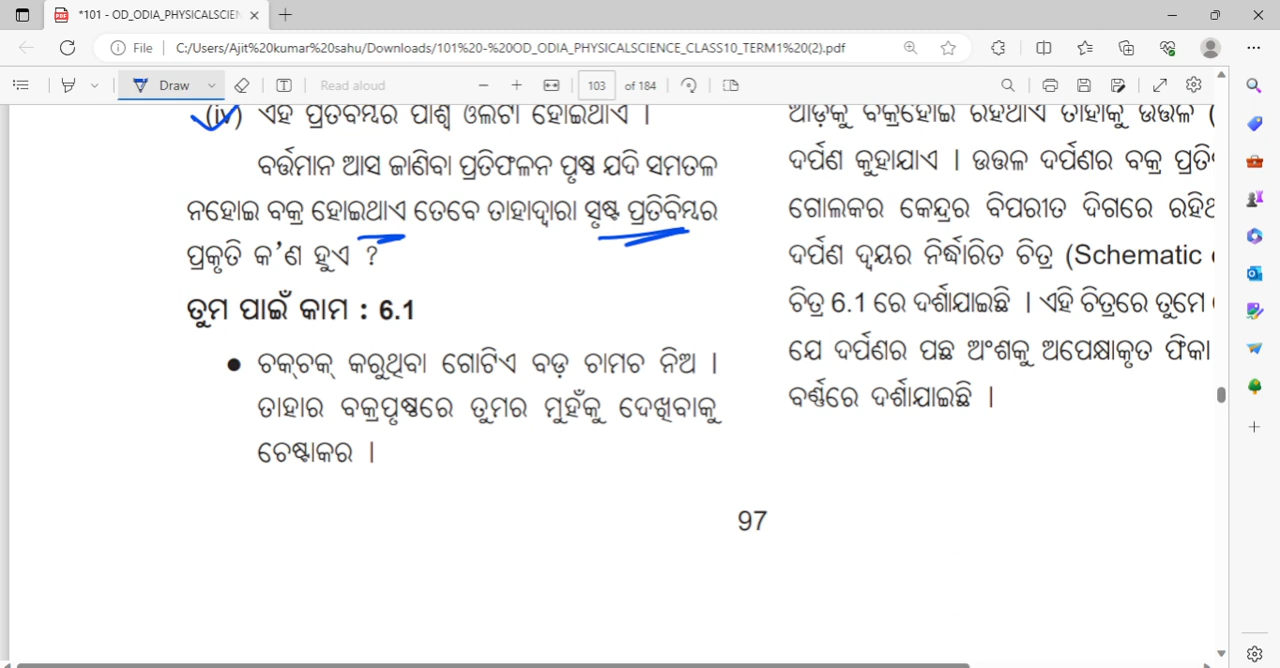 *101 - OD_ODIA_PHYSICALSCIEN
File
C:/Users/Ajit%20kumar%20sahu/Downloads/101%20-%20OD_ODIA_PHYSICALSCIENCE_CLASS10_TERM1%20(2).pdf
Draw
Read aloud
103 of 184
(iv) ଏହି ପ୍ରତିବିମ୍ବର ପାର୍ଶ୍ୱ ଓଲଟା ହୋଇଥାଏ ।
ବର୍ତ୍ତମାନ ଆସ ଜାଣିବା ପ୍ରତିଫଳନ ପୃଷ୍ଠ ଯଦି ସମତଳ
ନହୋଇ ବକ୍ର ହୋଇଥାଏ ତେବେ ତାହାଦ୍ୱାରା ସୃଷ୍ଟ ପ୍ରତିବିମ୍ବର
ପ୍ରକୃତି କ'ଣ ହୁଏ ?
ତୁମ ପାଇଁ କାମ : 6.1
● ଚକ୍‌ଚକ୍ କରୁଥିବା ଗୋଟିଏ ବଡ଼ ଚାମଚ ନିଅ ।
ତାହାର ବକ୍ରପୃଷ୍ଠରେ ତୁମର ମୁହଁକୁ ଦେଖିବାକୁ
ଚେଷ୍ଟାକର ।
ଆଡ଼କୁ ବକ୍ରହୋଇ ରହିଥାଏ ତାହାକୁ ଉତ୍ତଳ (
ଦର୍ପଣ କୁହାଯାଏ । ଉତ୍ତଳ ଦର୍ପଣର ବକ୍ର ପ୍ରତି
ଗୋଲକର କେନ୍ଦ୍ରର ବିପରୀତ ଦିଗରେ ରହିଥ
ଦର୍ପଣ ଦ୍ୱୟର ନିର୍ଦ୍ଧାରିତ ଚିତ୍ର (Schematic
ଚିତ୍ର 6.1 ରେ ଦର୍ଶାଯାଇଛି । ଏହି ଚିତ୍ରରେ ତୁମେ
ଯେ ଦର୍ପଣର ପଛ ଅଂଶକୁ ଅପେକ୍ଷାକୃତ ଫିକା
ବର୍ଣ୍ଣରେ ଦର୍ଶାଯାଇଛି ।
97